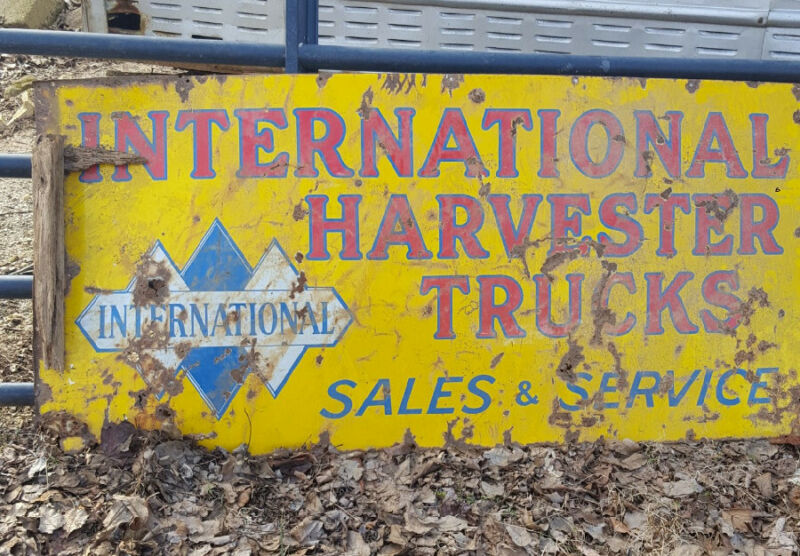 INTERNATIONAL
HARVESTER
TRUCKS
INTERNATIONAL
SALES & SERVICE